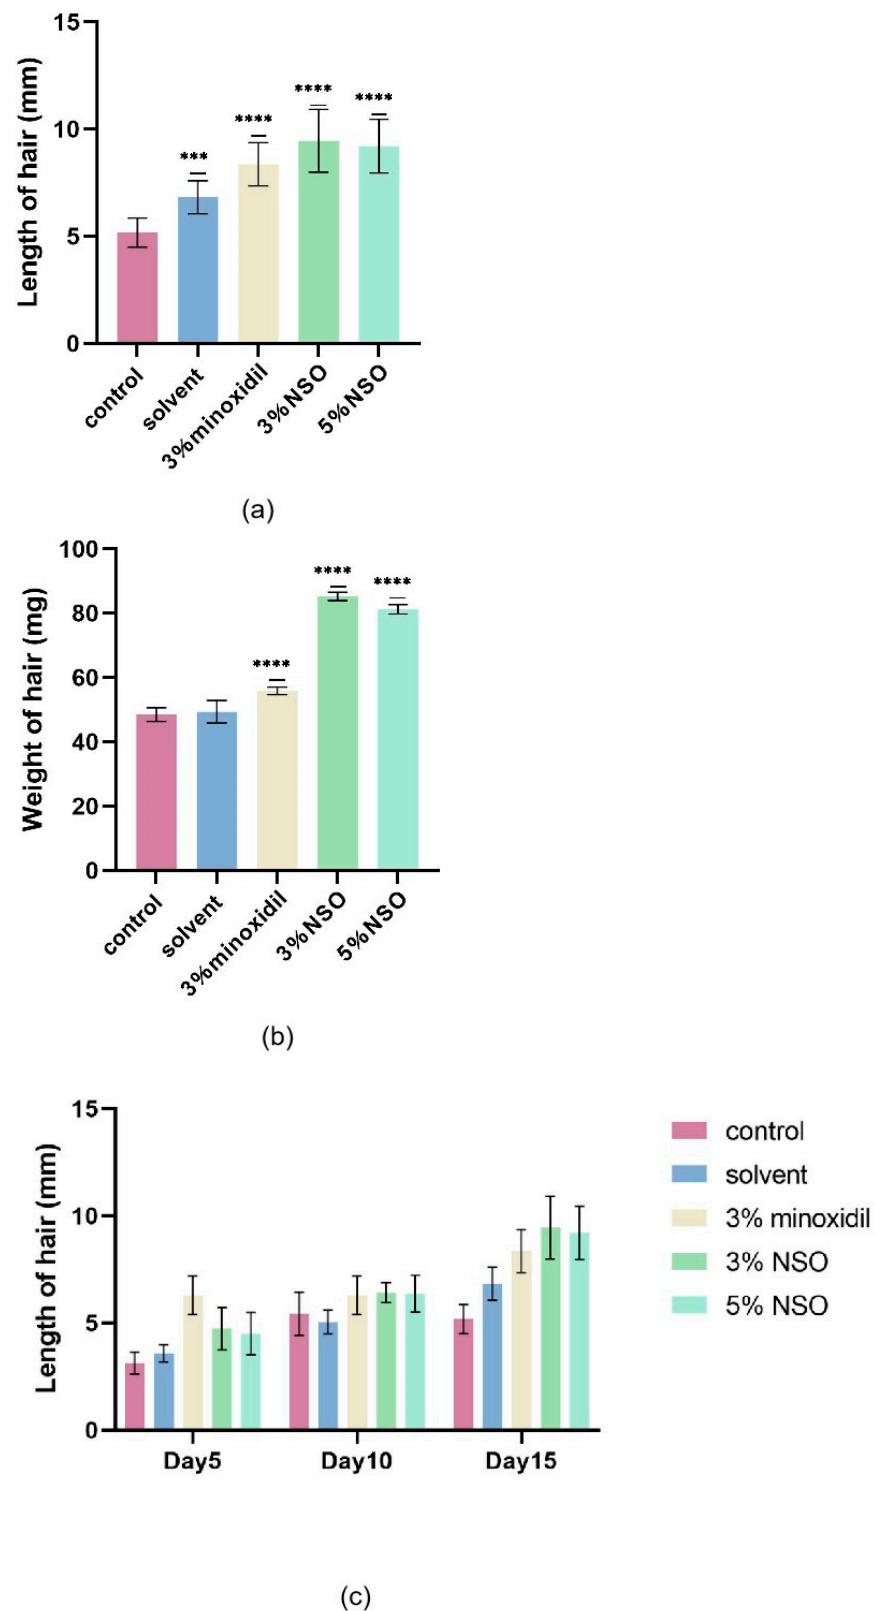 Length of hair (mm)
15
10
5
0
***
****
****
****
control
solvent
3%minoxidil
3%NSO
5%NSO
(a)
Weight of hair (mg)
100
80
60
40
20
0
****
****
****
control
solvent
3%minoxidil
3%NSO
5%NSO
(b)
Length of hair (mm)
15
10
5
0
Day5
Day10
Day15
control
solvent
3% minoxidil
3% NSO
5% NSO
(c)